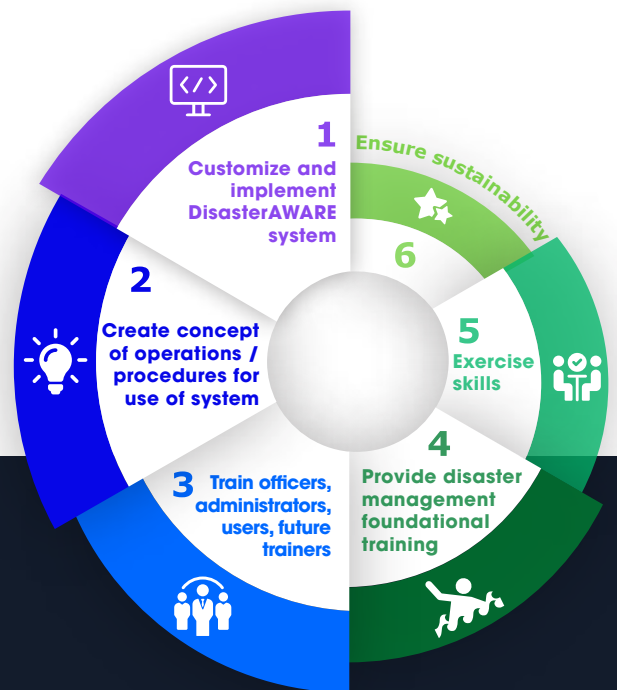 1
Customize and
implement
DisasterAWARE
system
2
Create concept
of operations /
procedures for
use of system
3
Train officers,
administrators,
users, future
trainers
4
Provide disaster
management
foundational
training
5
Exercise
skills
6
Ensure sustainability